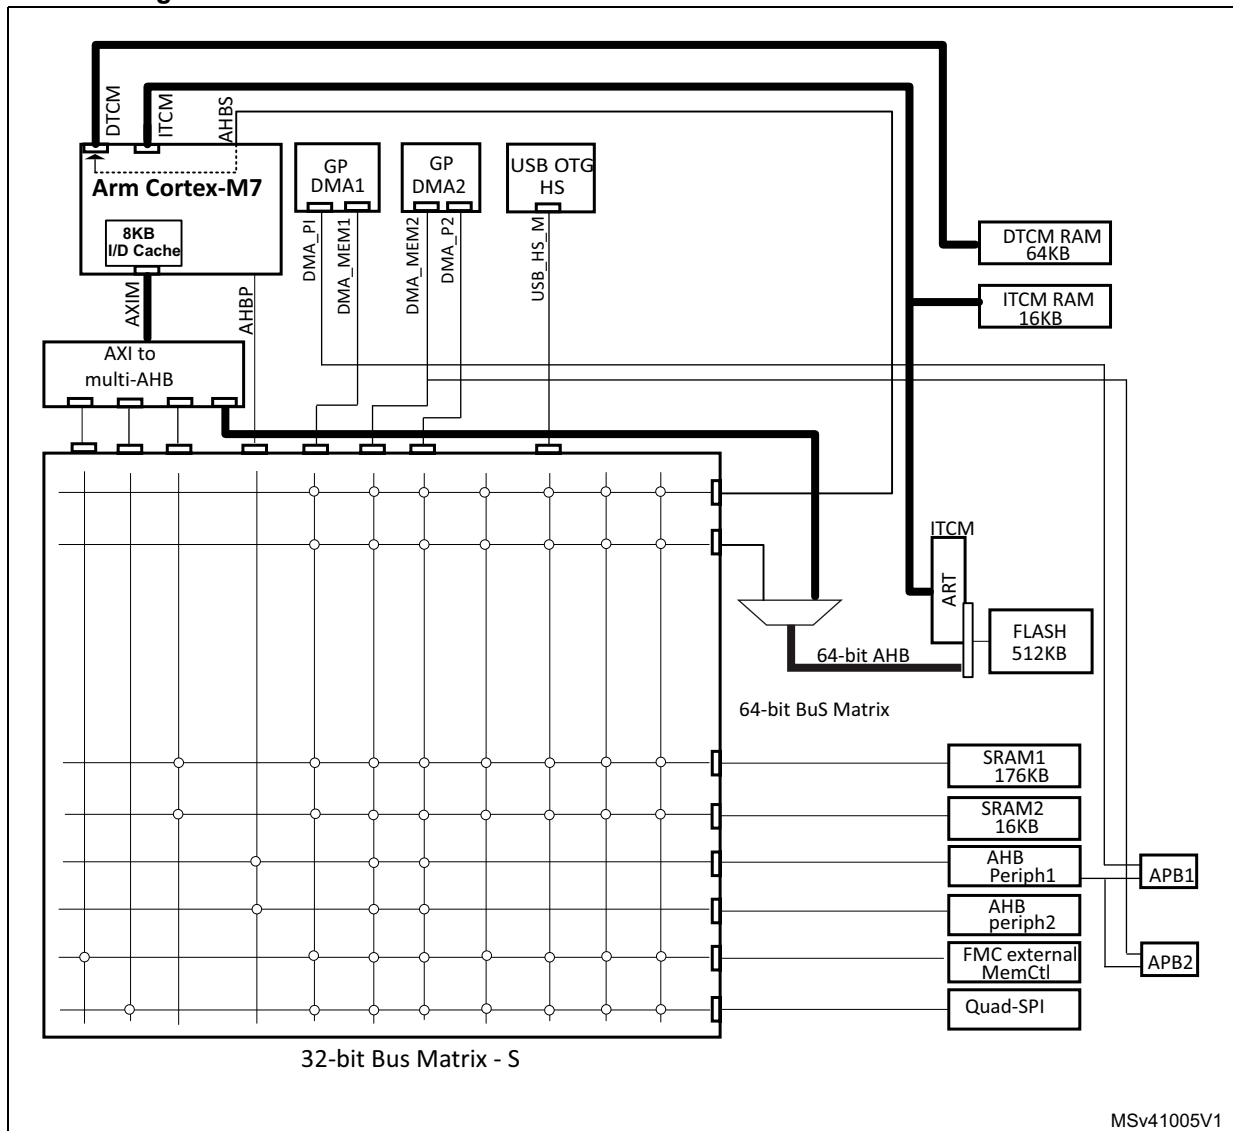 DTCM
ITCM
AHBS
Arm Cortex-M7
8KB
I/D Cache
GP
DMA1
GP
DMA2
USB OTG
HS
DTCM RAM
64KB
ITCM RAM
16KB
AXIM
AHBP
DMA_PI
DMA_MEM1
DMA_MEM2
DMA_P2
USB_HS_M
AXI to
multi-AHB
ITCM
ART
FLASH
512KB
64-bit AHB
64-bit BuS Matrix
SRAM1
176KB
SRAM2
16KB
AHB
Periph1
APB1
AHB
periph2
FMC external
MemCtl
APB2
Quad-SPI
32-bit Bus Matrix - S
MSv41005V1